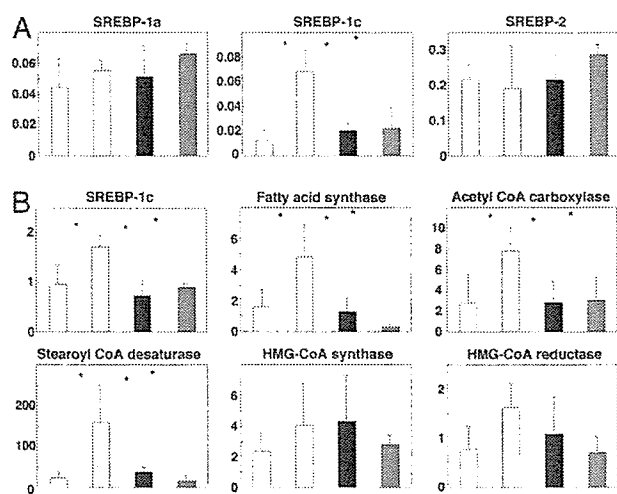 A
SREBP-1a
SREBP-1c
SREBP-2
0.06
0.04
0.02
0
0.08
0.06
0.04
0.02
0
* * *
0.3
0.2
0.1
0
B
SREBP-1c
Fatty acid synthase
Acetyl CoA carboxylase
2
1
0
* * *
6
4
2
0
* * *
10
8
6
4
2
0
* * *
Stearoyl CoA desaturase
HMG-CoA synthase
HMG-CoA reductase
200
100
0
* * *
6
4
2
0
2
1
0